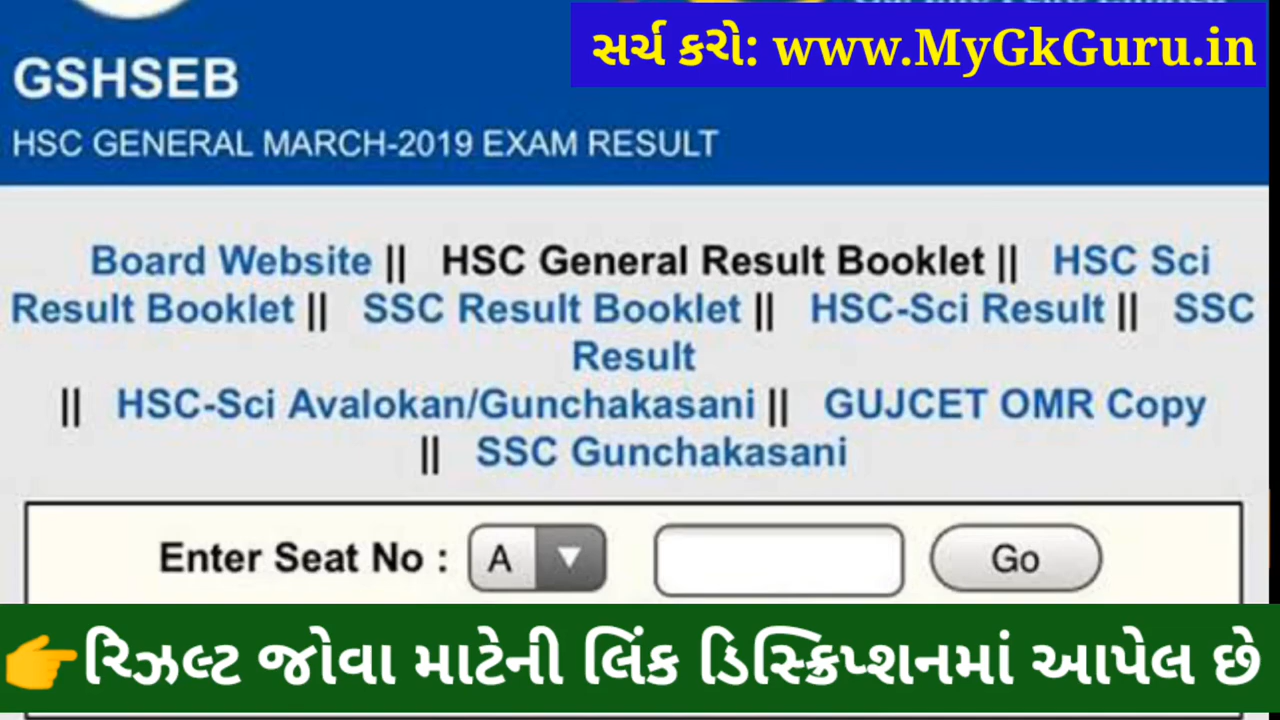 સર્ચ કરો: www.MyGkGuru.in
GSHSEB
HSC GENERAL MARCH-2019 EXAM RESULT
Board Website || HSC General Result Booklet || HSC Sci
Result Booklet || SSC Result Booklet || HSC-Sci Result || SSC
Result
|| HSC-Sci Avalokan/Gunchakasani || GUJCET OMR Copy
|| SSC Gunchakasani
Enter Seat No : A ▼ Go
👉રિઝલ્ટ જોવા માટેની લિંક ડિસ્ક્રિપ્શનમાં આપેલ છે